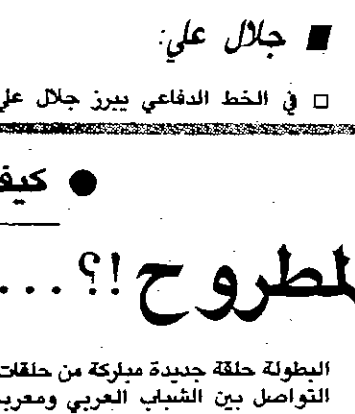 ■ جلال علي:
□ في الخط الدفاعي يبرز جلال علي
● كيف
لمطروح!؟...
البطولة حلقة جديدة مباركة من حلقات
التواصل بين الشباب العربي ومعرب